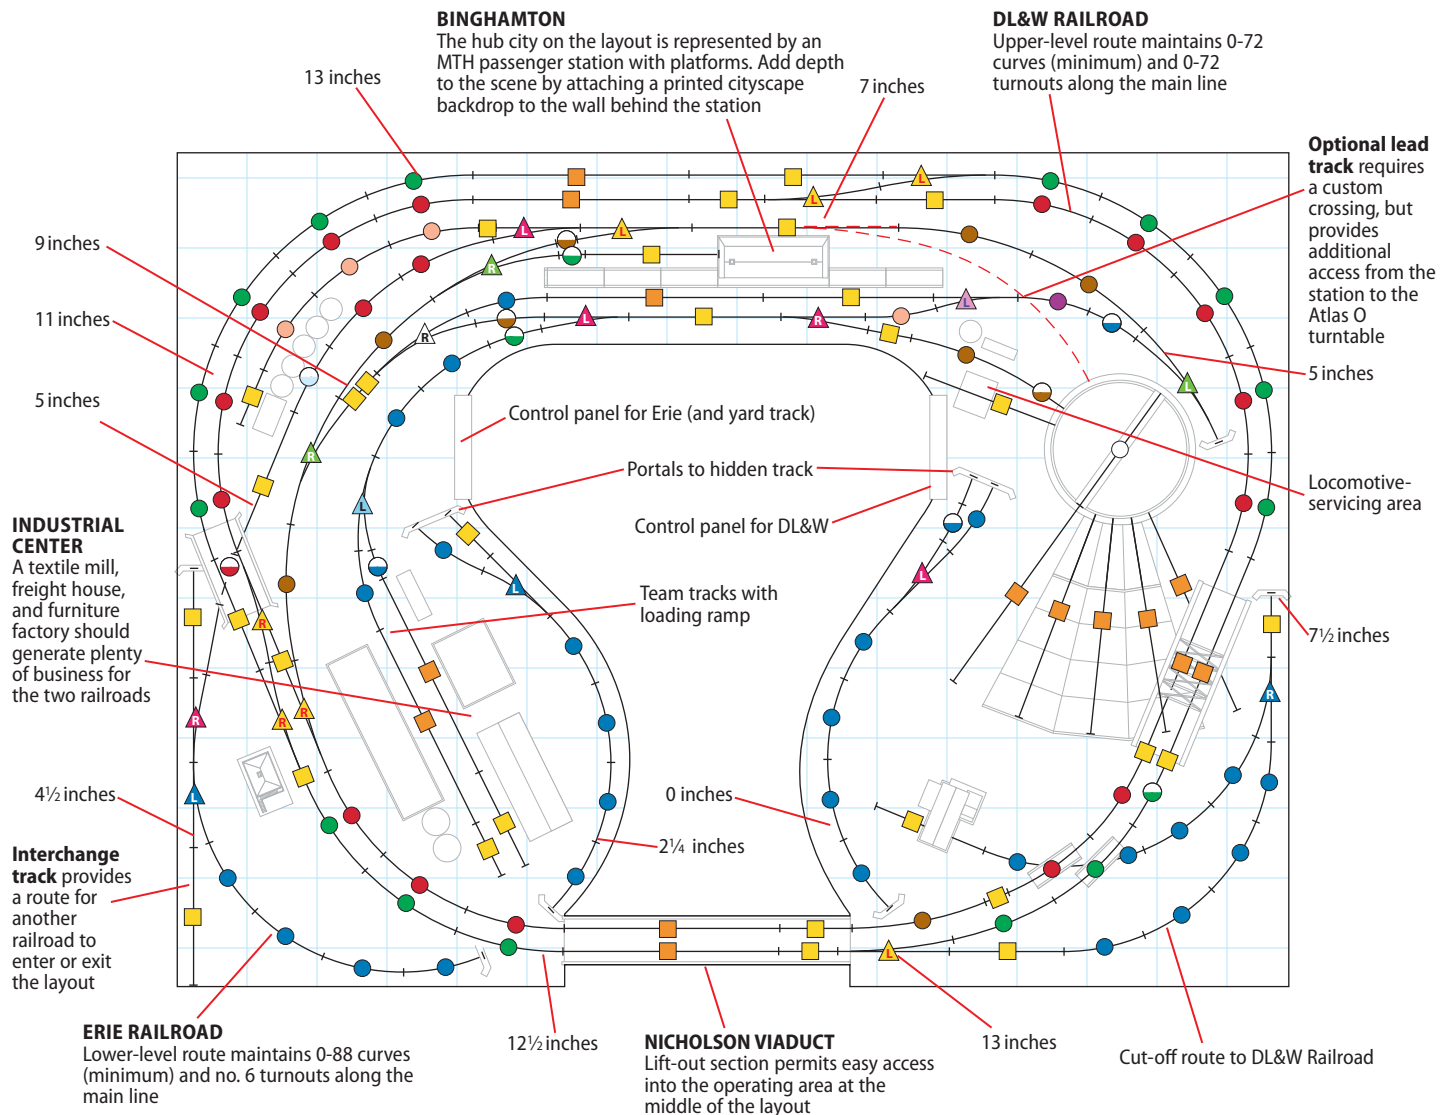 BINGHAMTON
The hub city on the layout is represented by an
MTH passenger station with platforms. Add depth
to the scene by attaching a printed cityscape
backdrop to the wall behind the station
DL&W RAILROAD
Upper-level route maintains 0-72
curves (minimum) and 0-72
turnouts along the main line
13 inches
7 inches
Optional lead
track requires
a custom
crossing, but
provides
additional
access from the
station to the
Atlas O
turntable
9 inches
11 inches
5 inches
5 inches
Control panel for Erie (and yard track)
Portals to hidden track
Control panel for DL&W
Locomotive-
servicing area
INDUSTRIAL
CENTER
A textile mill,
freight house,
and furniture
factory should
generate plenty
of business for
the two railroads
Team tracks with
loading ramp
7½ inches
4½ inches
0 inches
2¼ inches
Interchange
track provides
a route for
another
railroad to
enter or exit
the layout
ERIE RAILROAD
Lower-level route maintains 0-88 curves
(minimum) and no. 6 turnouts along the
main line
12½ inches
NICHOLSON VIADUCT
Lift-out section permits easy access
into the operating area at the
middle of the layout
13 inches
Cut-off route to DL&W Railroad
L
L
L
L
R
R
L
R
L
L
R
L
L
L
R
R
R
R
L
R
L